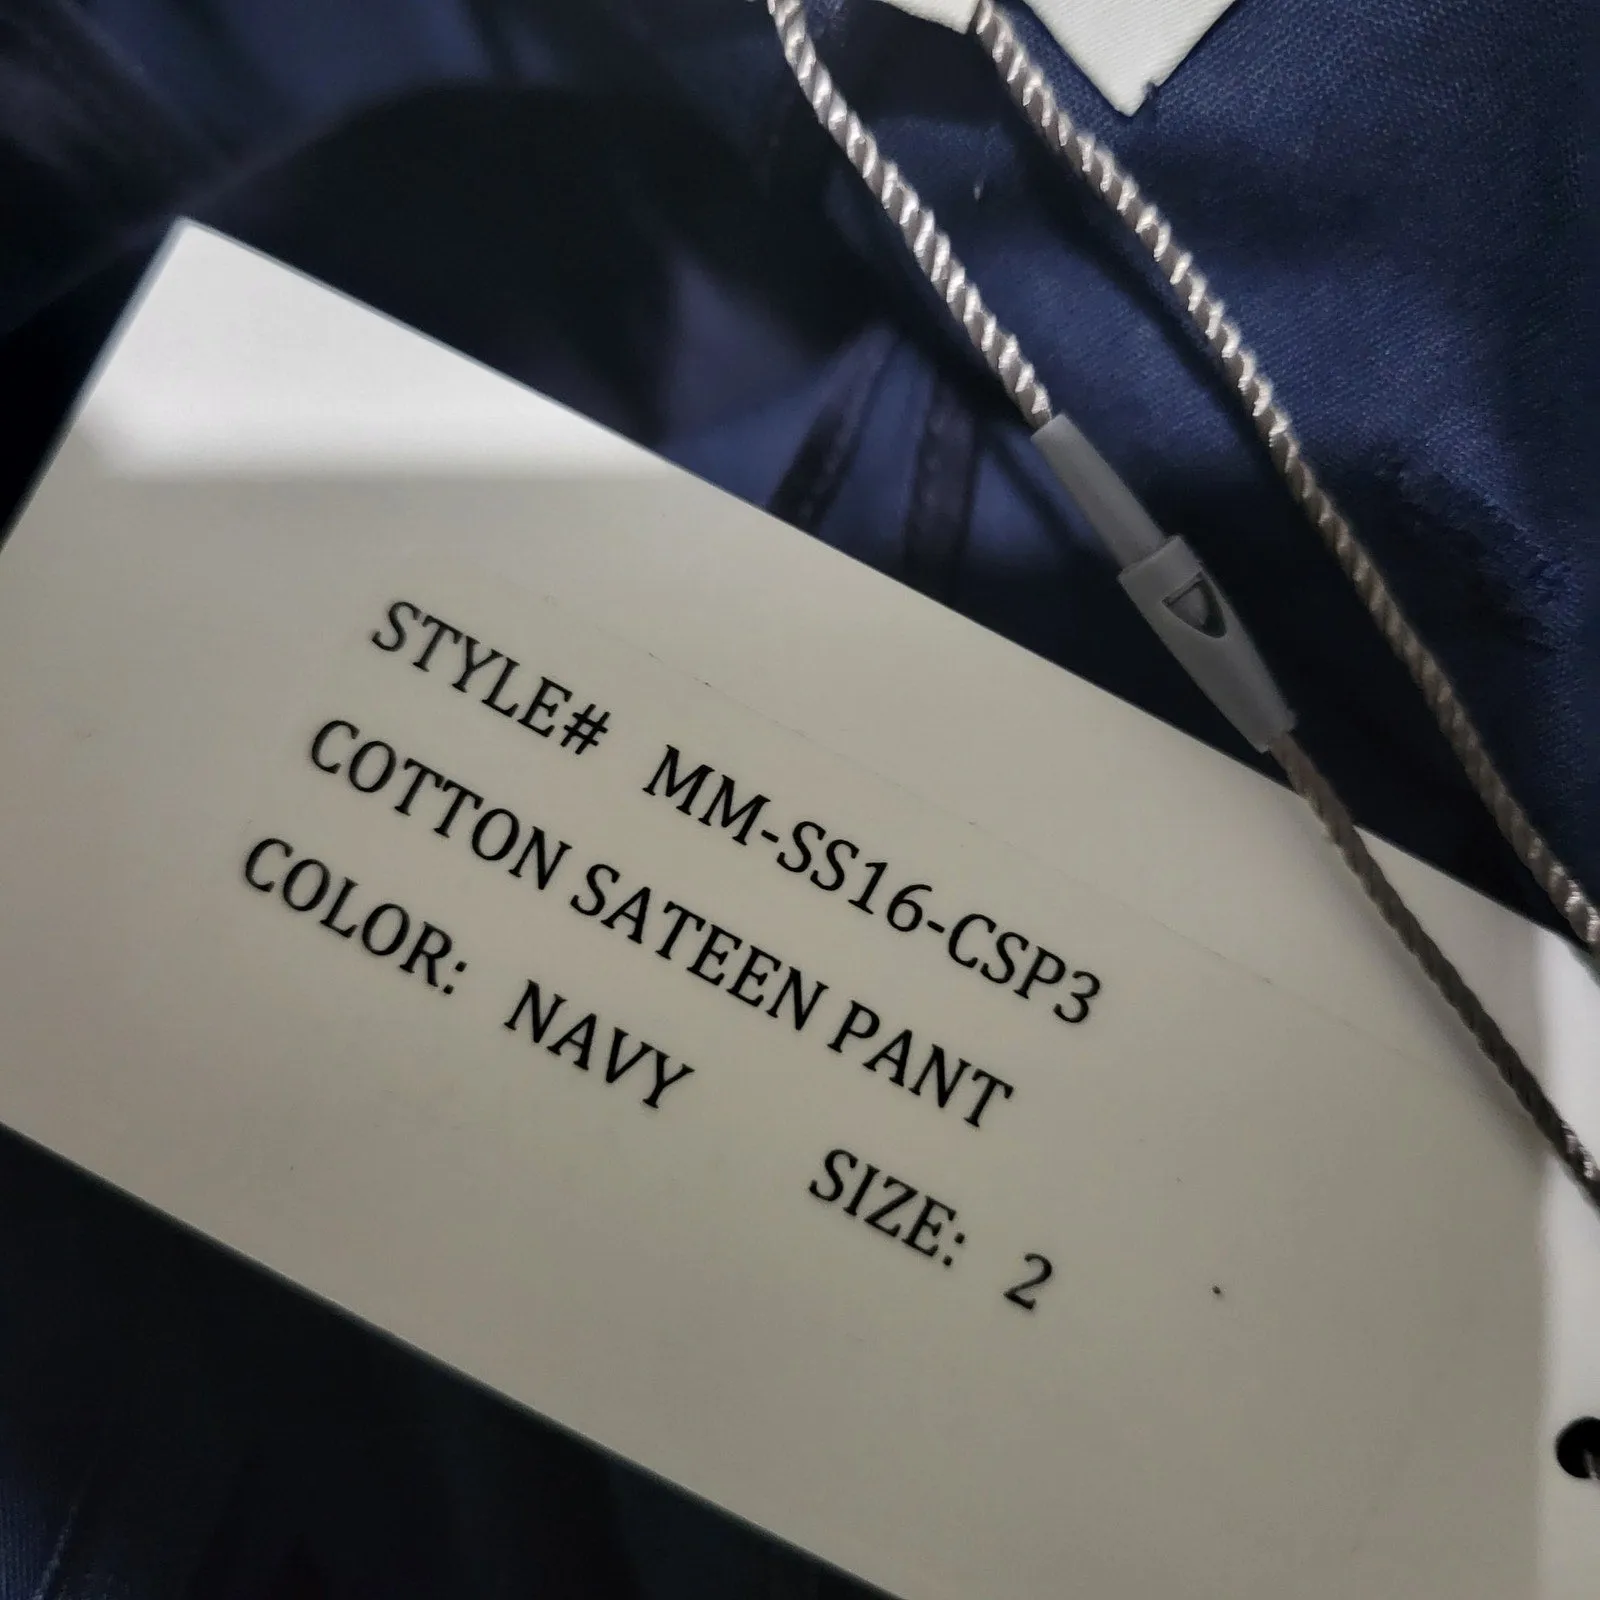 STYLE# MM-SS16-CSP3
COTTON SATEEN PANT
COLOR: NAVY SIZE: 2